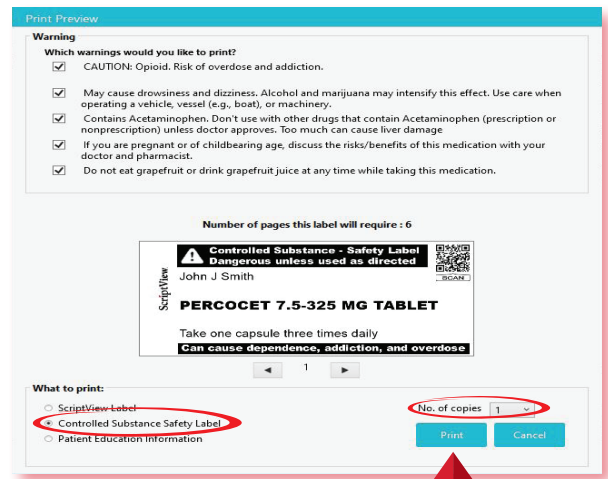 Print Preview
Warning
Which warnings would you like to print?
CAUTION: Opioid. Risk of overdose and addiction.
May cause drowsiness and dizziness. Alcohol and marijuana may intensify this effect. Use care when
operating a vehicle, vessel (e.g., boat), or machinery.
Contains Acetaminophen. Don't use with other drugs that contain Acetaminophen (prescription or
nonprescription) unless doctor approves. Too much can cause liver damage
If you are pregnant or of childbearing age, discuss the risks/benefits of this medication with your
doctor and pharmacist.
Do not eat grapefruit or drink grapefruit juice at any time while taking this medication.
Number of pages this label will require : 6
ScriptView
Controlled Substance - Safety Label
Dangerous unless used as directed
SCAN
John J Smith
PERCOCET 7.5-325 MG TABLET
Take one capsule three times daily
Can cause dependence, addiction, and overdose
1
What to print:
ScriptView Label
Controlled Substance Safety Label
Patient Education Information
No. of copies 1
Print Cancel